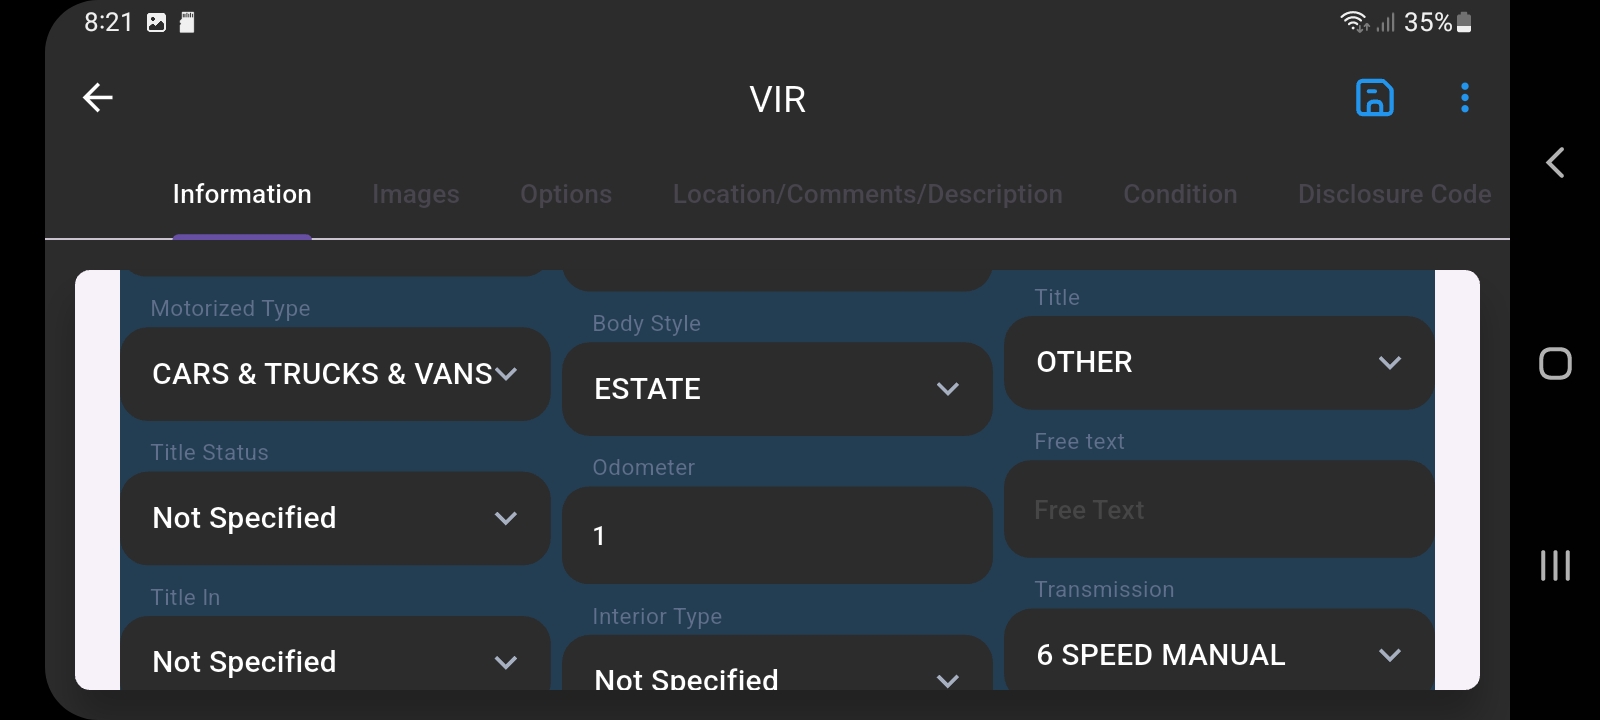 8:21
35%
VIR
Information Images Options Location/Comments/Description Condition Disclosure Code
Motorized Type
CARS & TRUCKS & VANS
Title Status
Not Specified
Title In
Not Specified
Body Style
ESTATE
Odometer
1
Interior Type
Not Specified
Title
OTHER
Free text
Free Text
Transmission
6 SPEED MANUAL